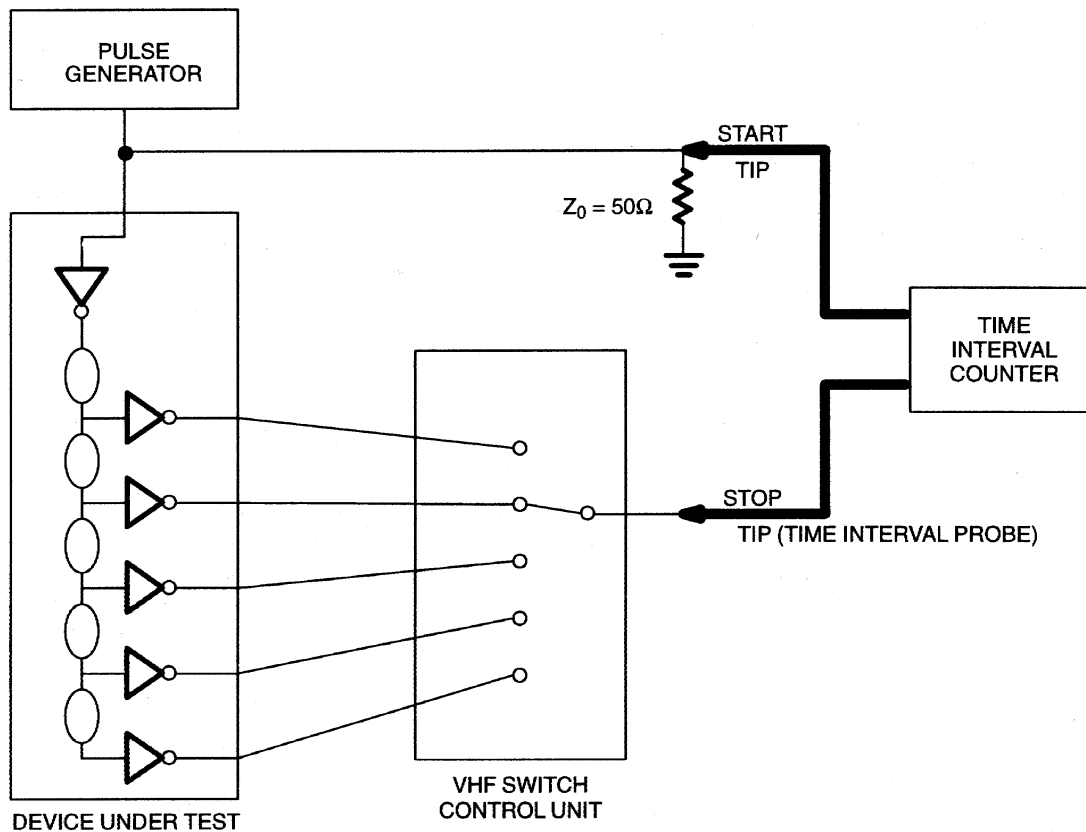 PULSE
GENERATOR
START
TIP
Z₀ = 50Ω
TIME
INTERVAL
COUNTER
STOP
TIP (TIME INTERVAL PROBE)
VHF SWITCH
CONTROL UNIT
DEVICE UNDER TEST